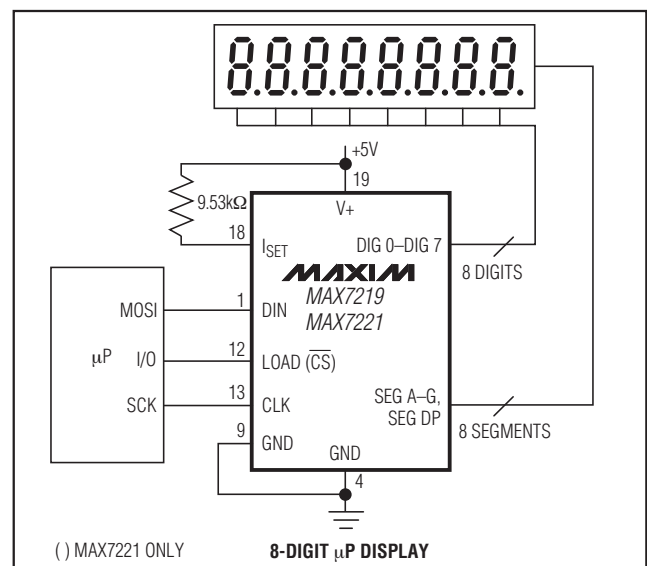 8.8.8.8.8.8.8.8.
+5V
19
9.53kΩ
V+
18
I_SET
DIG 0–DIG 7
MAXIM
8 DIGITS
MAX7219
MAX7221
MOSI
1
DIN
µP
I/O
12
LOAD (C̅S̅)
SCK
13
CLK
SEG A–G,
SEG DP
8 SEGMENTS
9
GND
GND
4
( ) MAX7221 ONLY
8-DIGIT µP DISPLAY